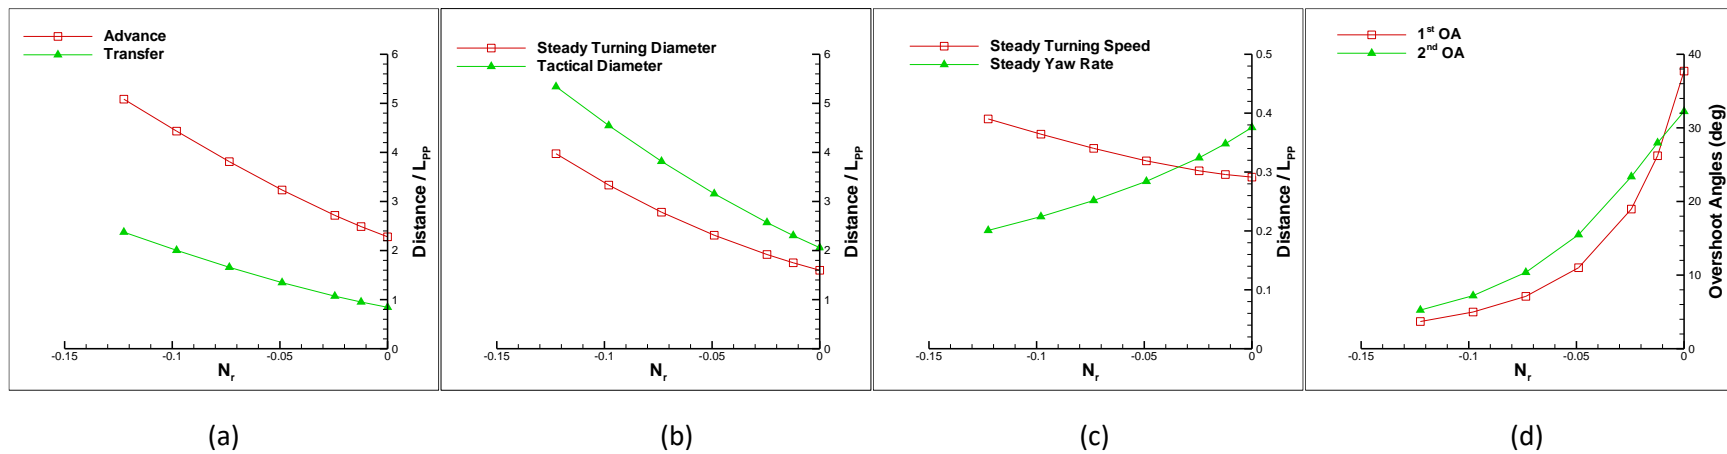 Advance
Transfer
6
5
4
3
2
1
0
Distance / LPP
-0.15
-0.1
-0.05
0
Nr
(a)
Steady Turning Diameter
Tactical Diameter
6
5
4
3
2
1
0
Distance / LPP
-0.15
-0.1
-0.05
0
Nr
(b)
Steady Turning Speed
Steady Yaw Rate
0.5
0.4
0.3
0.2
0.1
0
Distance / LPP
-0.15
-0.1
-0.05
0
Nr
(c)
1st OA
2nd OA
40
30
20
10
0
Overshoot Angles (deg)
-0.15
-0.1
-0.05
0
Nr
(d)